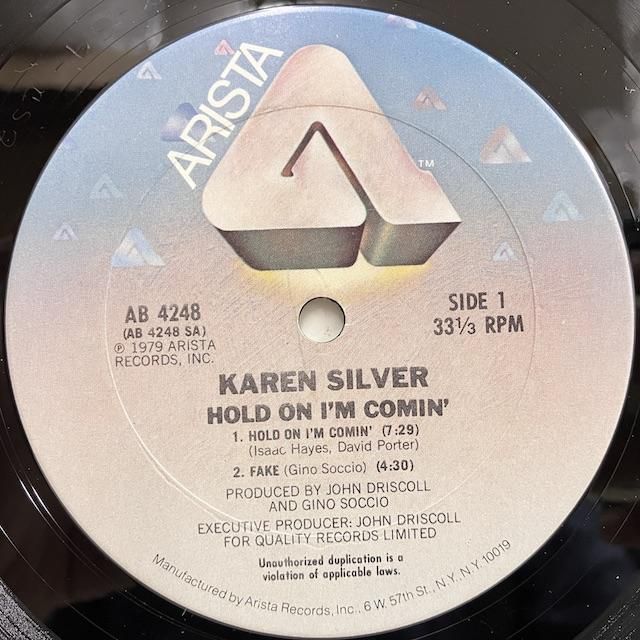 ARISTA
TM
AB 4248
(AB 4248 SA)
℗ 1979 ARISTA
RECORDS, INC.
SIDE 1
33⅓ RPM
KAREN SILVER
HOLD ON I'M COMIN'
1. HOLD ON I'M COMIN' (7:29)
(Isaac Hayes, David Porter)
2. FAKE (Gino Soccio) (4:30)
PRODUCED BY JOHN DRISCOLL
AND GINO SOCCIO
EXECUTIVE PRODUCER: JOHN DRISCOLL
FOR QUALITY RECORDS LIMITED
Unauthorized duplication is a
violation of applicable laws.
Manufactured by Arista Records, Inc., 6 W. 57th St., N.Y. N.Y. 10019